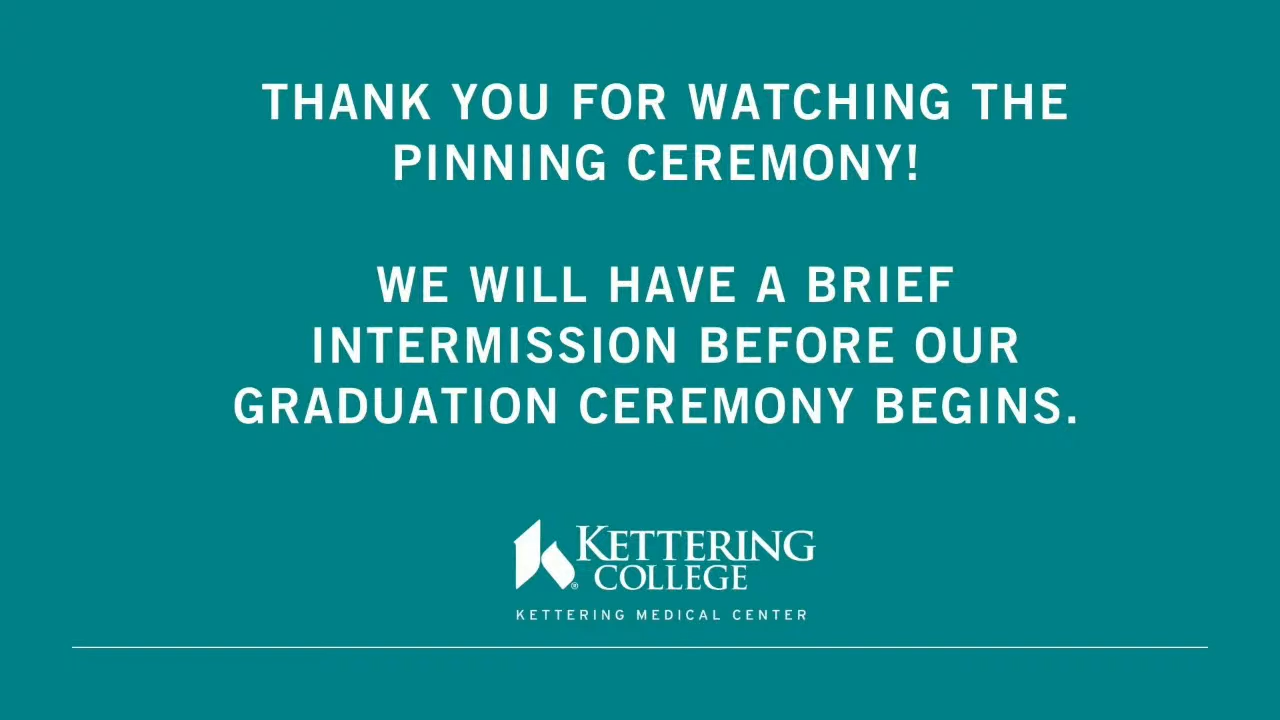 THANK YOU FOR WATCHING THE
PINNING CEREMONY!
WE WILL HAVE A BRIEF
INTERMISSION BEFORE OUR
GRADUATION CEREMONY BEGINS.
KETTERING
COLLEGE
®
KETTERING MEDICAL CENTER